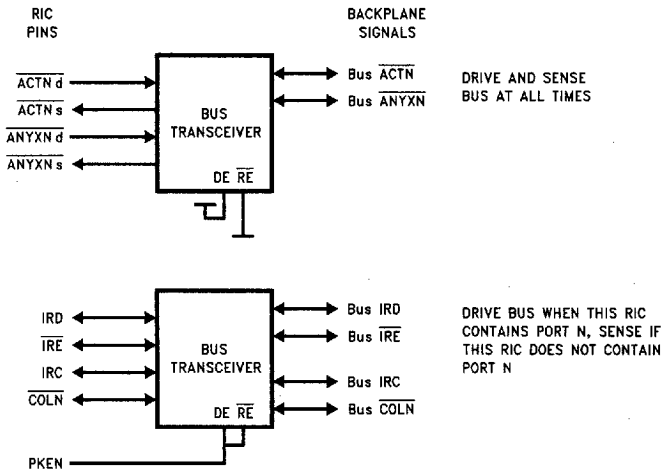 RIC
PINS
BACKPLANE
SIGNALS
ACTN d
ACTN s
ANYXN d
ANYXN s
BUS
TRANSCEIVER
DE RE
Bus ACTN
Bus ANYXN
DRIVE AND SENSE
BUS AT ALL TIMES
IRD
IRE
IRC
COLN
PKEN
BUS
TRANSCEIVER
DE RE
Bus IRD
Bus IRE
Bus IRC
Bus COLN
DRIVE BUS WHEN THIS RIC
CONTAINS PORT N, SENSE IF
THIS RIC DOES NOT CONTAIN
PORT N